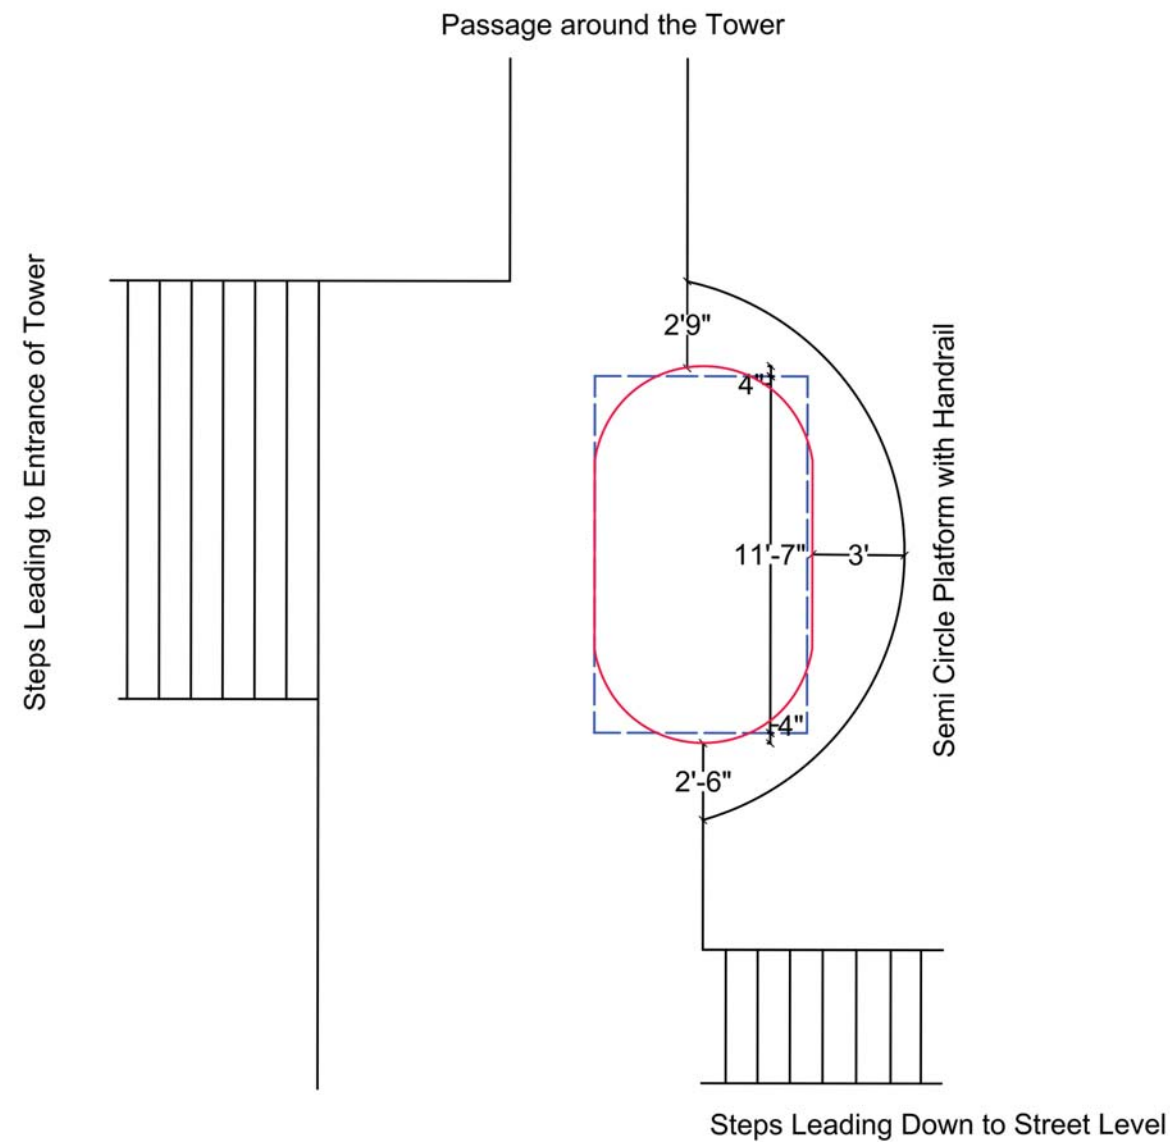 Passage around the Tower
Steps Leading to Entrance of Tower
2'9"
4"
Semi Circle Platform with Handrail
11'-7"
3'
4"
2'-6"
Steps Leading Down to Street Level